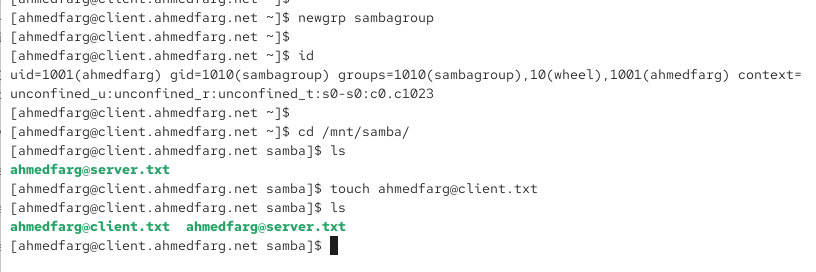 [ahmedfarg@client.ahmedfarg.net ~]$
[ahmedfarg@client.ahmedfarg.net ~]$ newgrp sambagroup
[ahmedfarg@client.ahmedfarg.net ~]$
[ahmedfarg@client.ahmedfarg.net ~]$ id
uid=1001(ahmedfarg) gid=1010(sambagroup) groups=1010(sambagroup),10(wheel),1001(ahmedfarg) context=
unconfined_u:unconfined_r:unconfined_t:s0-s0:c0.c1023
[ahmedfarg@client.ahmedfarg.net ~]$
[ahmedfarg@client.ahmedfarg.net ~]$ cd /mnt/samba/
[ahmedfarg@client.ahmedfarg.net samba]$ ls
ahmedfarg@server.txt
[ahmedfarg@client.ahmedfarg.net samba]$ touch ahmedfarg@client.txt
[ahmedfarg@client.ahmedfarg.net samba]$ ls
ahmedfarg@client.txt  ahmedfarg@server.txt
[ahmedfarg@client.ahmedfarg.net samba]$